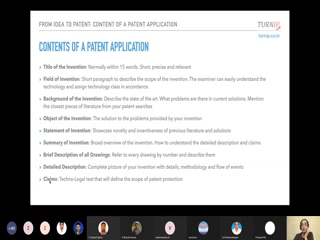 FROM IDEA TO PATENT: CONTENT OF A PATENT APPLICATION
TURNIP
turnip.co.in
CONTENTS OF A PATENT APPLICATION
Title of the Invention: Normally within 15 words. Short, precise and relevant
Field of Invention: Short paragraph to describe the scope of the invention. The examiner can easily understand the
technology and assign technology class in accordance
Background of the Invention: Describe the state of the art. What problems are there in current solutions. Mention
the closest pieces of literature from your patent searches
Object of the Invention: The solution to the problems provided by your invention
Statement of Invention: Showcase novelty and inventiveness of previous literature and solutions
Summary of Invention: Broad overview of the invention. How to understand the detailed description and claims
Brief Description of all Drawings: Refer to every drawing by number and describe them
Detailed Description: Complete picture of your invention with details, methodology and flow of events
Claims: Techno-Legal text that will define the scope of patent protection